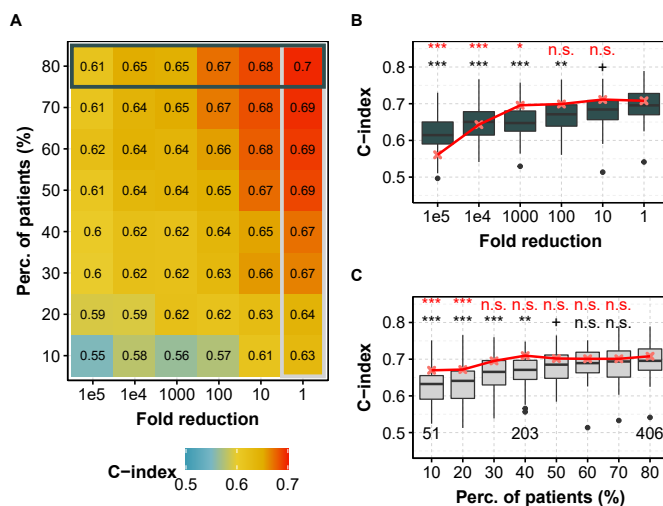 A
Perc. of patients (%)
80 0.61 0.65 0.65 0.67 0.68 0.7
70 0.61 0.64 0.65 0.67 0.68 0.69
60 0.62 0.64 0.64 0.66 0.68 0.69
50 0.61 0.64 0.64 0.65 0.67 0.69
40 0.6 0.62 0.62 0.64 0.65 0.67
30 0.6 0.62 0.62 0.63 0.66 0.67
20 0.59 0.59 0.62 0.62 0.63 0.64
10 0.55 0.58 0.56 0.57 0.61 0.63
1e5 1e4 1000 100 10 1
Fold reduction
C−index
0.5 0.6 0.7
B
*** *** * n.s. n.s.
*** *** *** ** +
C−index
0.8
0.7
0.6
0.5
1e5 1e4 1000 100 10 1
Fold reduction
C
*** *** n.s. n.s. n.s. n.s. n.s.
*** *** *** ** + n.s. n.s.
C−index
0.8
0.7
0.6
0.5
51 203 406
10 20 30 40 50 60 70 80
Perc. of patients (%)